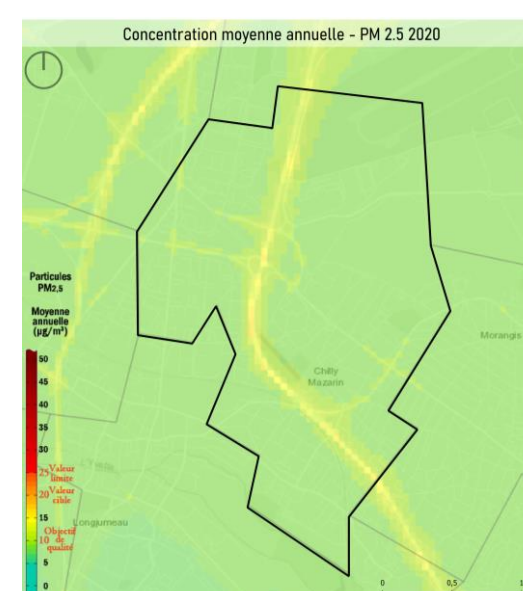 Concentration moyenne annuelle - PM 2.5 2020
Particules
PM2,5
Moyenne
annuelle
(µg/m³)
50
45
40
35
30
25 Valeur
limite
20 Valeur
cible
15
Objectif
10 de
qualité
5
0
Chilly
Mazarin
Morangis
L'Yvette
Longjumeau
0 0,5 1